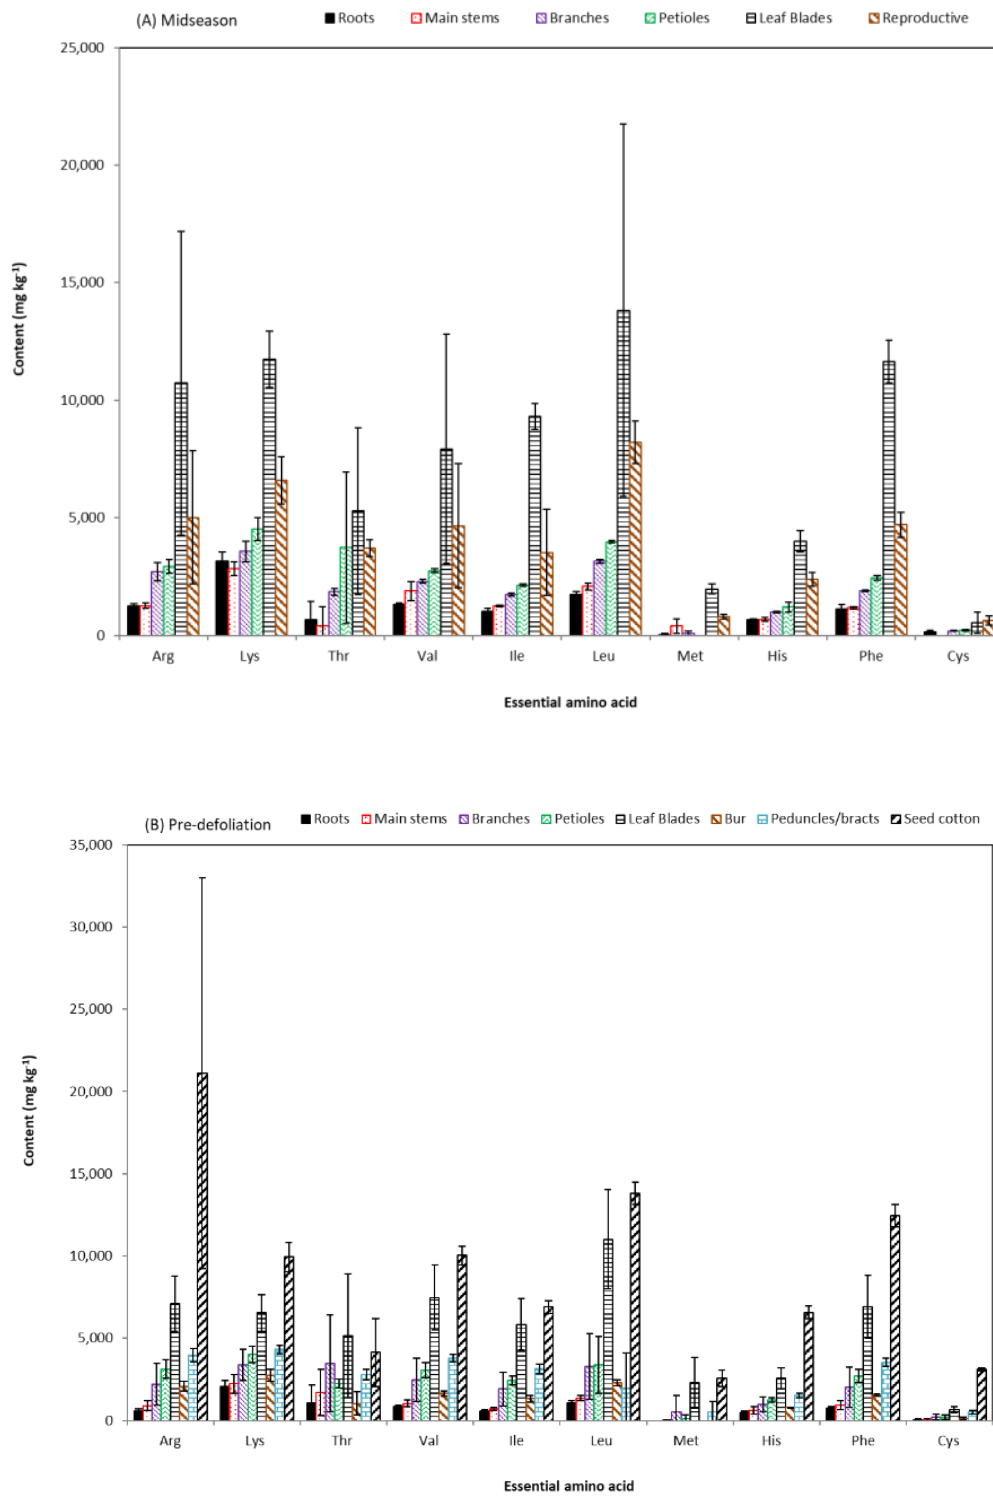 (A) Midseason
Roots Main stems Branches Petioles Leaf Blades Reproductive
25,000
20,000
15,000
10,000
5,000
0
Content (mg kg-1)
Arg Lys Thr Val Ile Leu Met His Phe Cys
Essential amino acid
(B) Pre-defoliation
Roots Main stems Branches Petioles Leaf Blades Bur Peduncles/bracts Seed cotton
35,000
30,000
25,000
20,000
15,000
10,000
5,000
0
Content (mg kg-1)
Arg Lys Thr Val Ile Leu Met His Phe Cys
Essential amino acid